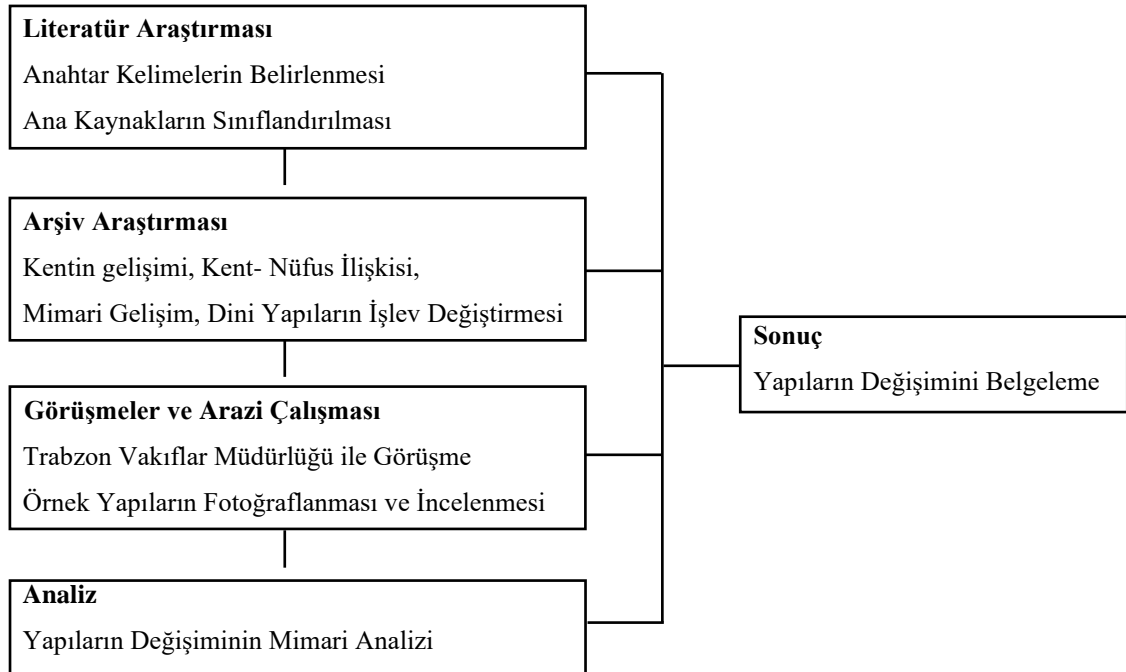 Literatür Araştırması
Anahtar Kelimelerin Belirlenmesi
Ana Kaynakların Sınıflandırılması
Arşiv Araştırması
Kentin gelişimi, Kent- Nüfus İlişkisi,
Mimari Gelişim, Dini Yapıların İşlev Değiştirmesi
Görüşmeler ve Arazi Çalışması
Trabzon Vakıflar Müdürlüğü ile Görüşme
Örnek Yapıların Fotoğraflanması ve İncelenmesi
Analiz
Yapıların Değişiminin Mimari Analizi
Sonuç
Yapıların Değişimini Belgeleme